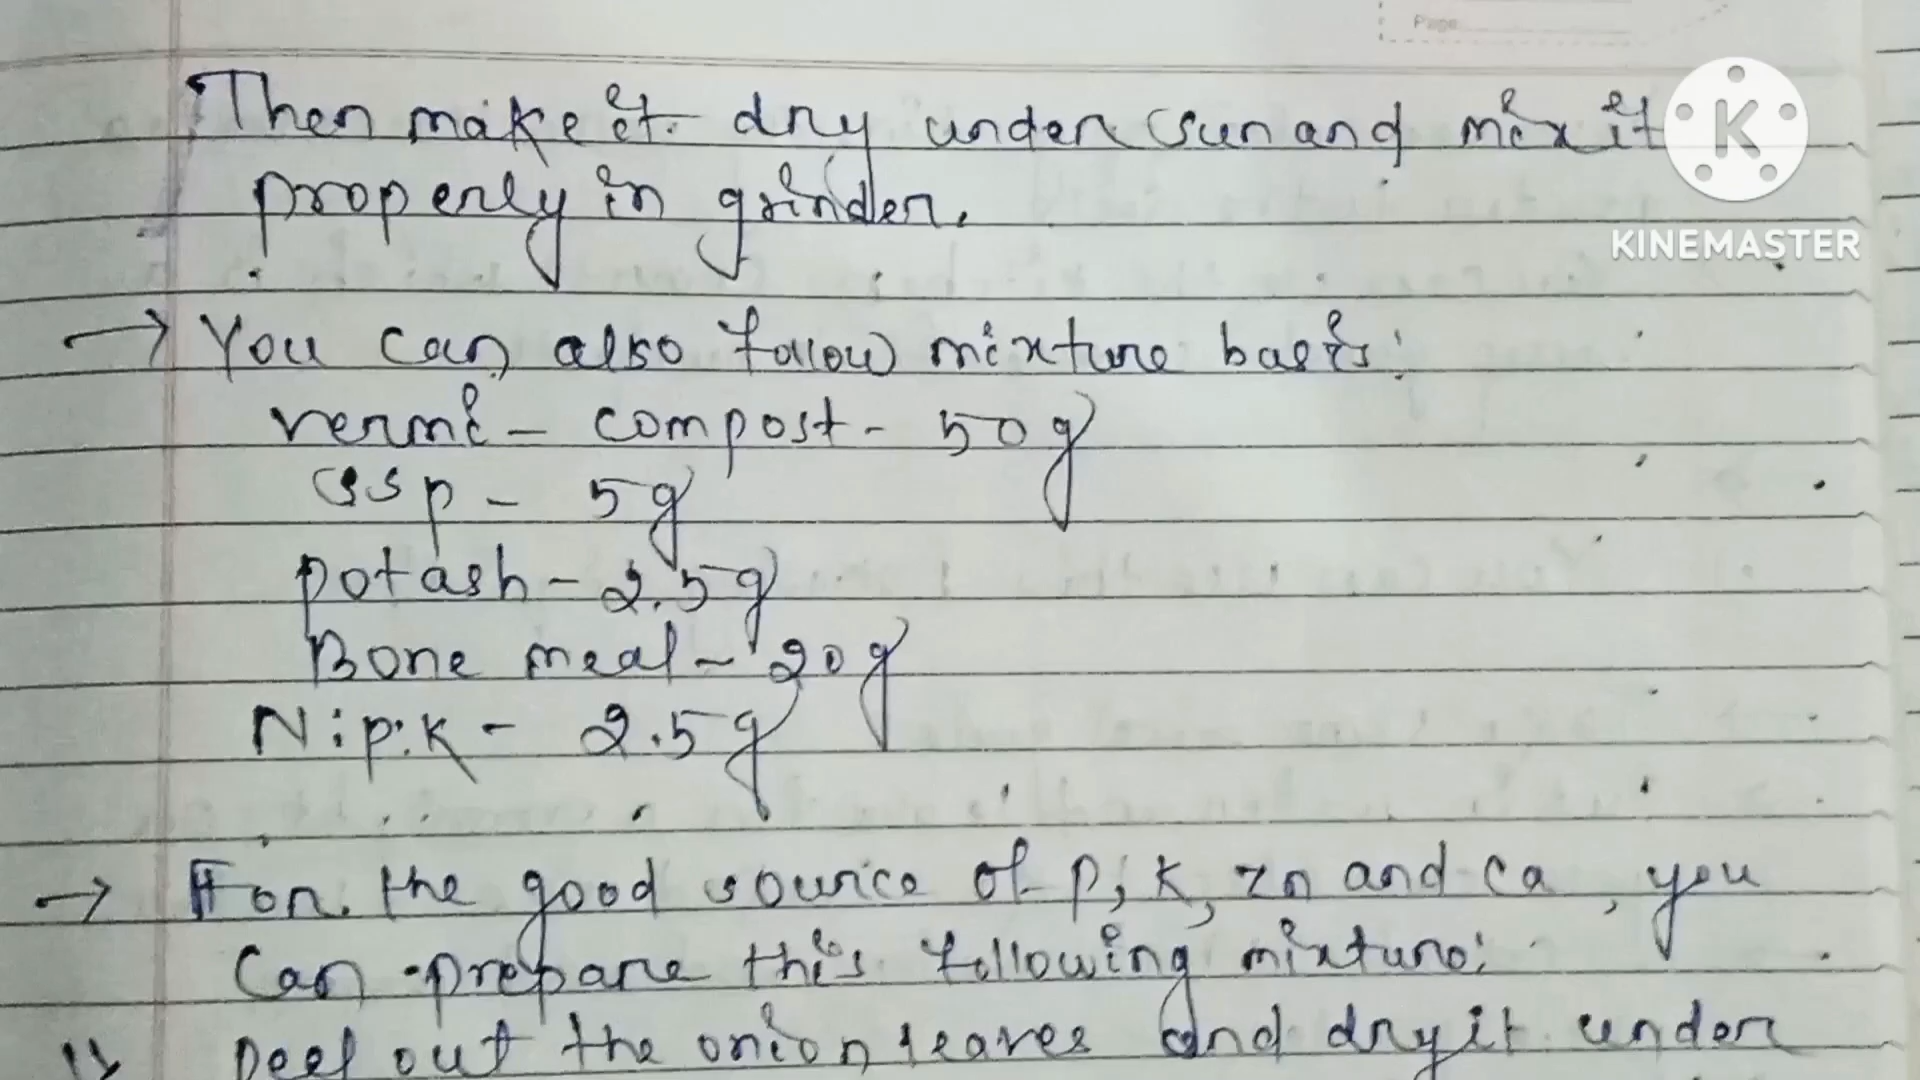 Page
Then make it dry under sun and mix it
properly in grinder.
K
KINEMASTER
→ You can also follow mixture basis:
vermi - compost - 50g
SSP - 5g
potash - 2.5g
Bone meal - 20g
N:P:K - 2.5g
→ For the good source of P, K, Zn and Ca, you
can prepare this following mixture:
Peel out the onion leaves and dry it under